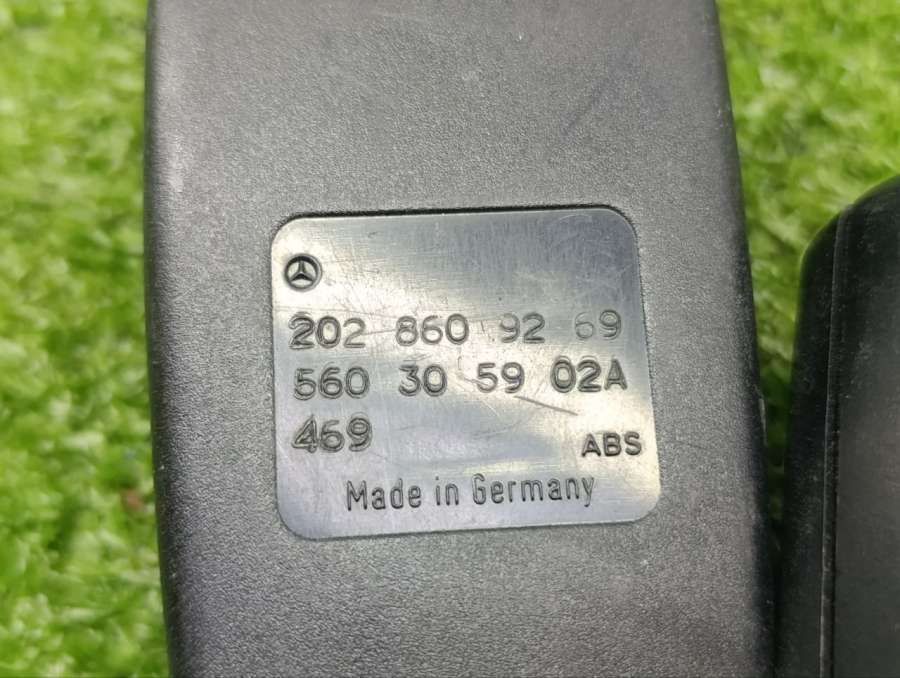 202 860 92 69
560 30 59 02A
469 ABS
Made in Germany